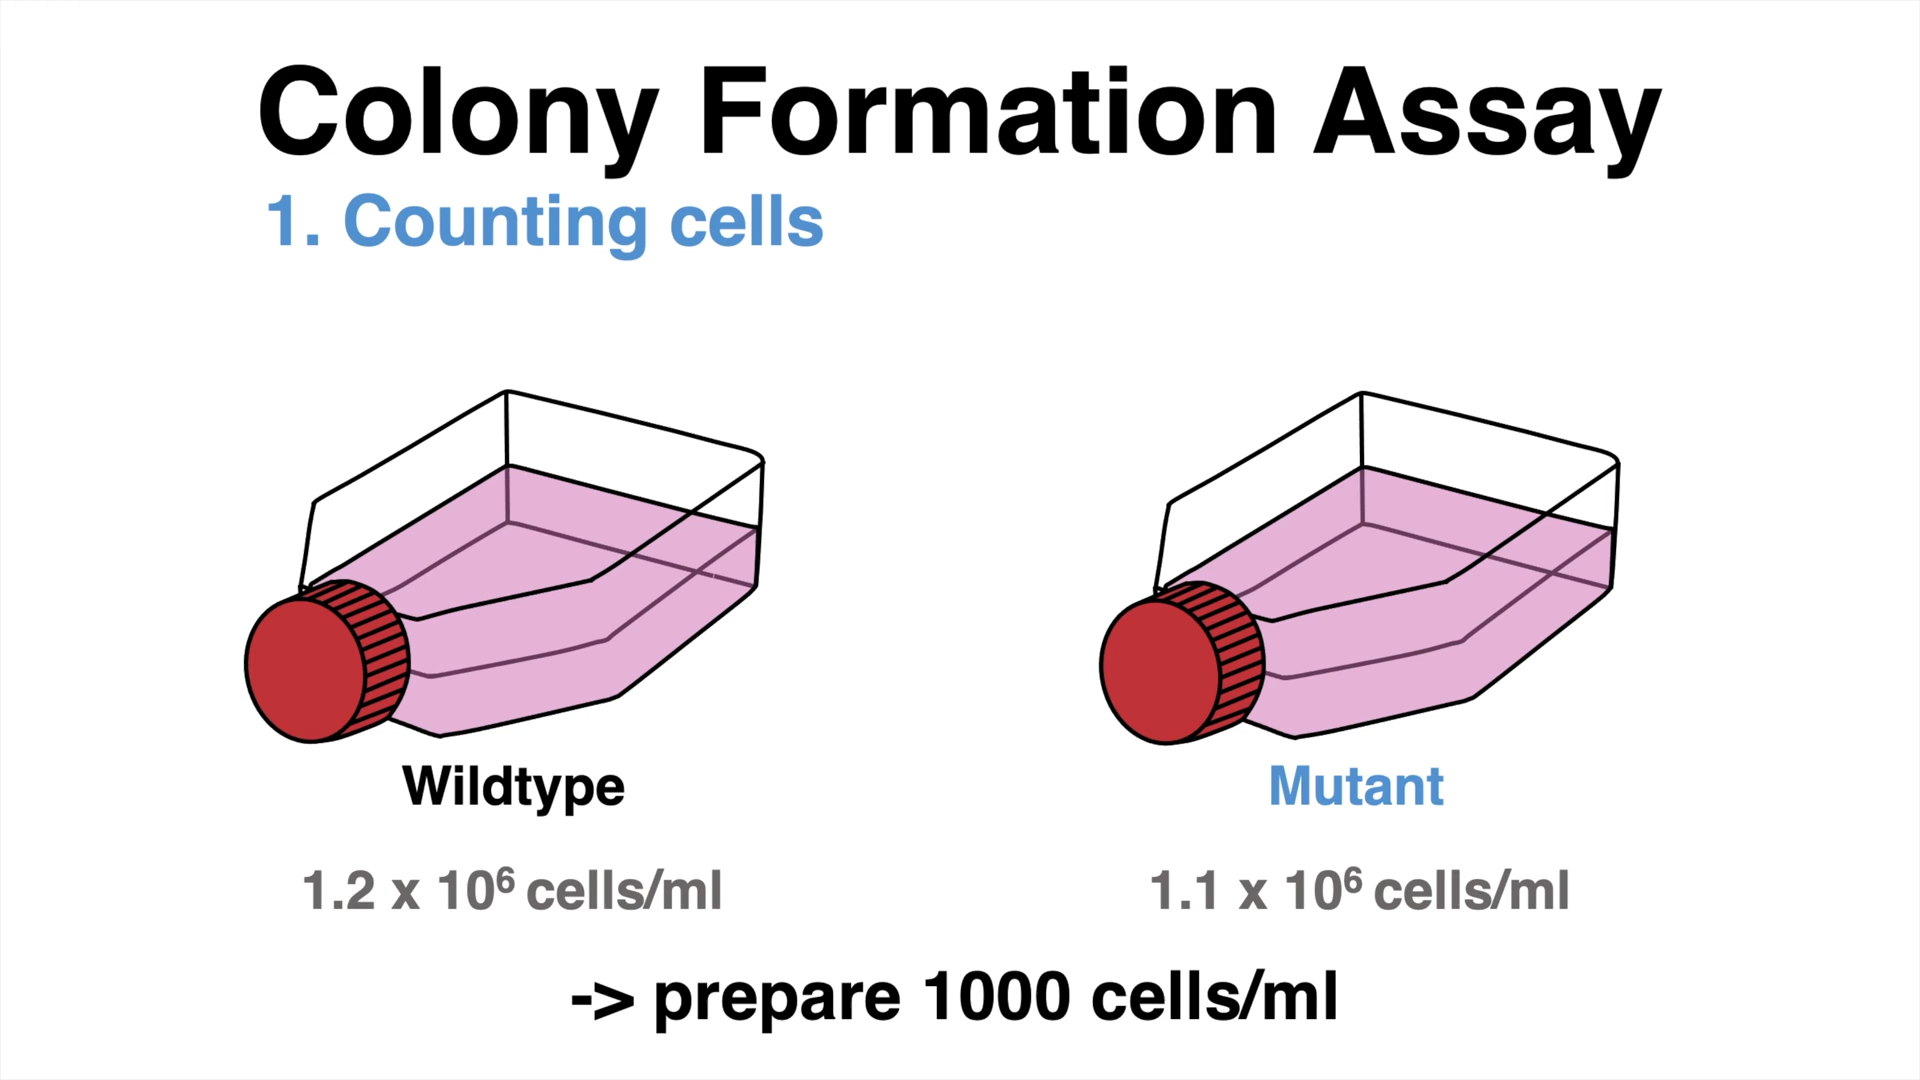 Colony Formation Assay
1. Counting cells
Wildtype
Mutant
1.2 x 10⁶ cells/ml
1.1 x 10⁶ cells/ml
-> prepare 1000 cells/ml